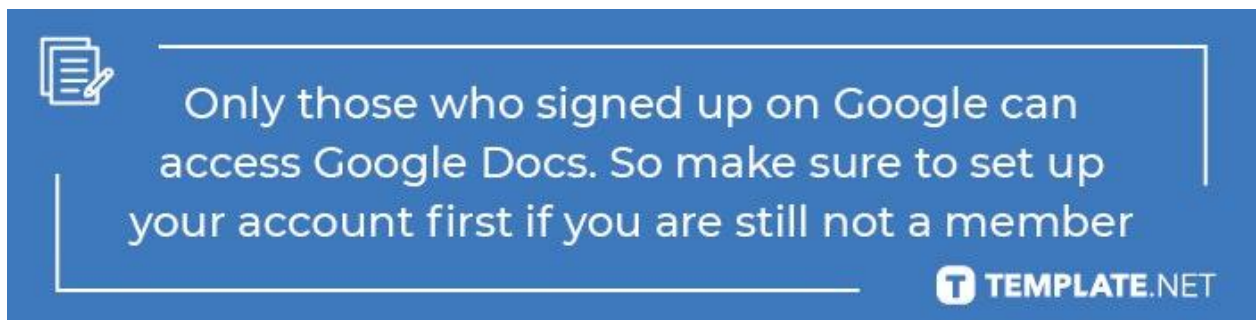 Only those who signed up on Google can
access Google Docs. So make sure to set up
your account first if you are still not a member
T TEMPLATE.NET